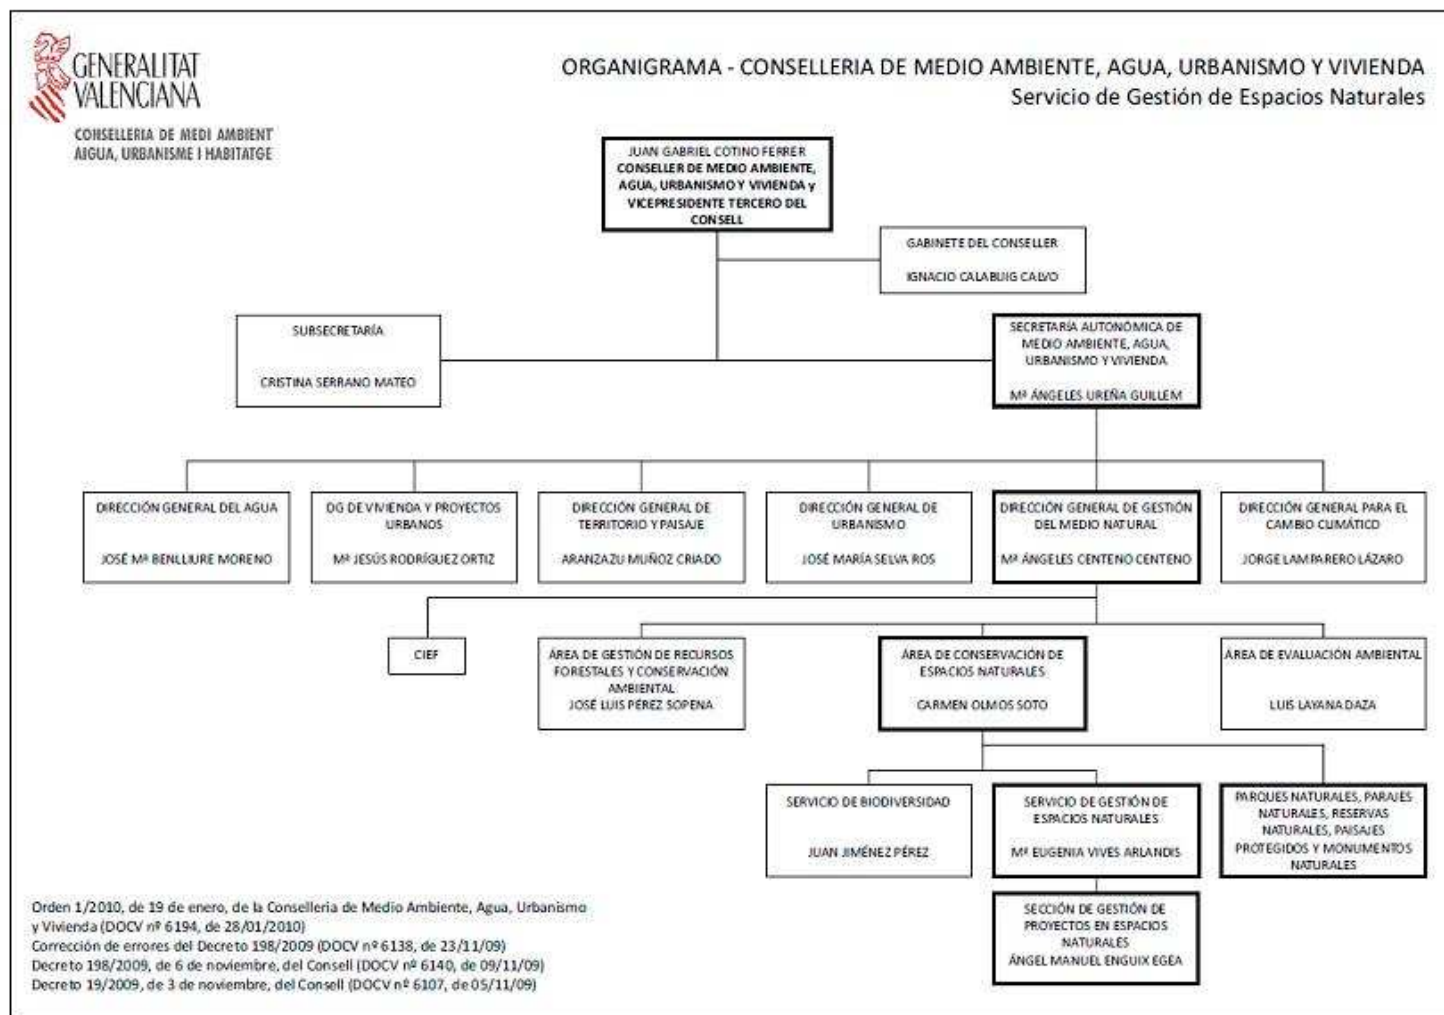 GENERALITAT
VALENCIANA
CONSELLERIA DE MEDI AMBIENT
AIGUA, URBANISME I HABITATGE
ORGANIGRAMA - CONSELLERIA DE MEDIO AMBIENTE, AGUA, URBANISMO Y VIVIENDA
Servicio de Gestión de Espacios Naturales
JUAN GABRIEL COTINO FERRER
CONSELLER DE MEDIO AMBIENTE,
AGUA, URBANISMO Y VIVIENDA y
VICEPRESIDENTE TERCERO DEL
CONSELL
GABINETE DEL CONSELLER
IGNACIO CALABUIG CALVO
SUBSECRETARÍA
CRISTINA SERRANO MATEO
SECRETARÍA AUTONÓMICA DE
MEDIO AMBIENTE, AGUA,
URBANISMO Y VIVIENDA
Mª ÁNGELES UREÑA GUILLEM
DIRECCIÓN GENERAL DEL AGUA
JOSÉ Mª BENLLIURE MORENO
DG DE VIVIENDA Y PROYECTOS
URBANOS
Mª JESÚS RODRÍGUEZ ORTIZ
DIRECCIÓN GENERAL DE
TERRITORIO Y PAISAJE
ARANZAZU MUÑOZ CRIADO
DIRECCIÓN GENERAL DE
URBANISMO
JOSÉ MARÍA SELVA ROS
DIRECCIÓN GENERAL DE GESTIÓN
DEL MEDIO NATURAL
Mª ÁNGELES CENTENO CENTENO
DIRECCIÓN GENERAL PARA EL
CAMBIO CLIMÁTICO
JORGE LAMPARERO LÁZARO
CIEF
ÁREA DE GESTIÓN DE RECURSOS
FORESTALES Y CONSERVACIÓN
AMBIENTAL
JOSÉ LUIS PÉREZ SOPENA
ÁREA DE CONSERVACIÓN DE
ESPACIOS NATURALES
CARMEN OLMOS SOTO
ÁREA DE EVALUACIÓN AMBIENTAL
LUIS LAYANA DAZA
SERVICIO DE BIODIVERSIDAD
JUAN JIMÉNEZ PÉREZ
SERVICIO DE GESTIÓN DE
ESPACIOS NATURALES
Mª EUGENIA VIVES ARLANDIS
PARQUES NATURALES, PARAJES
NATURALES, RESERVAS
NATURALES, PAISAJES
PROTEGIDOS Y MONUMENTOS
NATURALES
SECCIÓN DE GESTIÓN DE
PROYECTOS EN ESPACIOS
NATURALES
ÁNGEL MANUEL ENGUIX EGEA
Orden 1/2010, de 19 de enero, de la Conselleria de Medio Ambiente, Agua, Urbanismo
y Vivienda (DOCV nº 6194, de 28/01/2010)
Corrección de errores del Decreto 198/2009 (DOCV nº 6138, de 23/11/09)
Decreto 198/2009, de 6 de noviembre, del Consell (DOCV nº 6140, de 09/11/09)
Decreto 19/2009, de 3 de noviembre, del Consell (DOCV nº 6107, de 05/11/09)